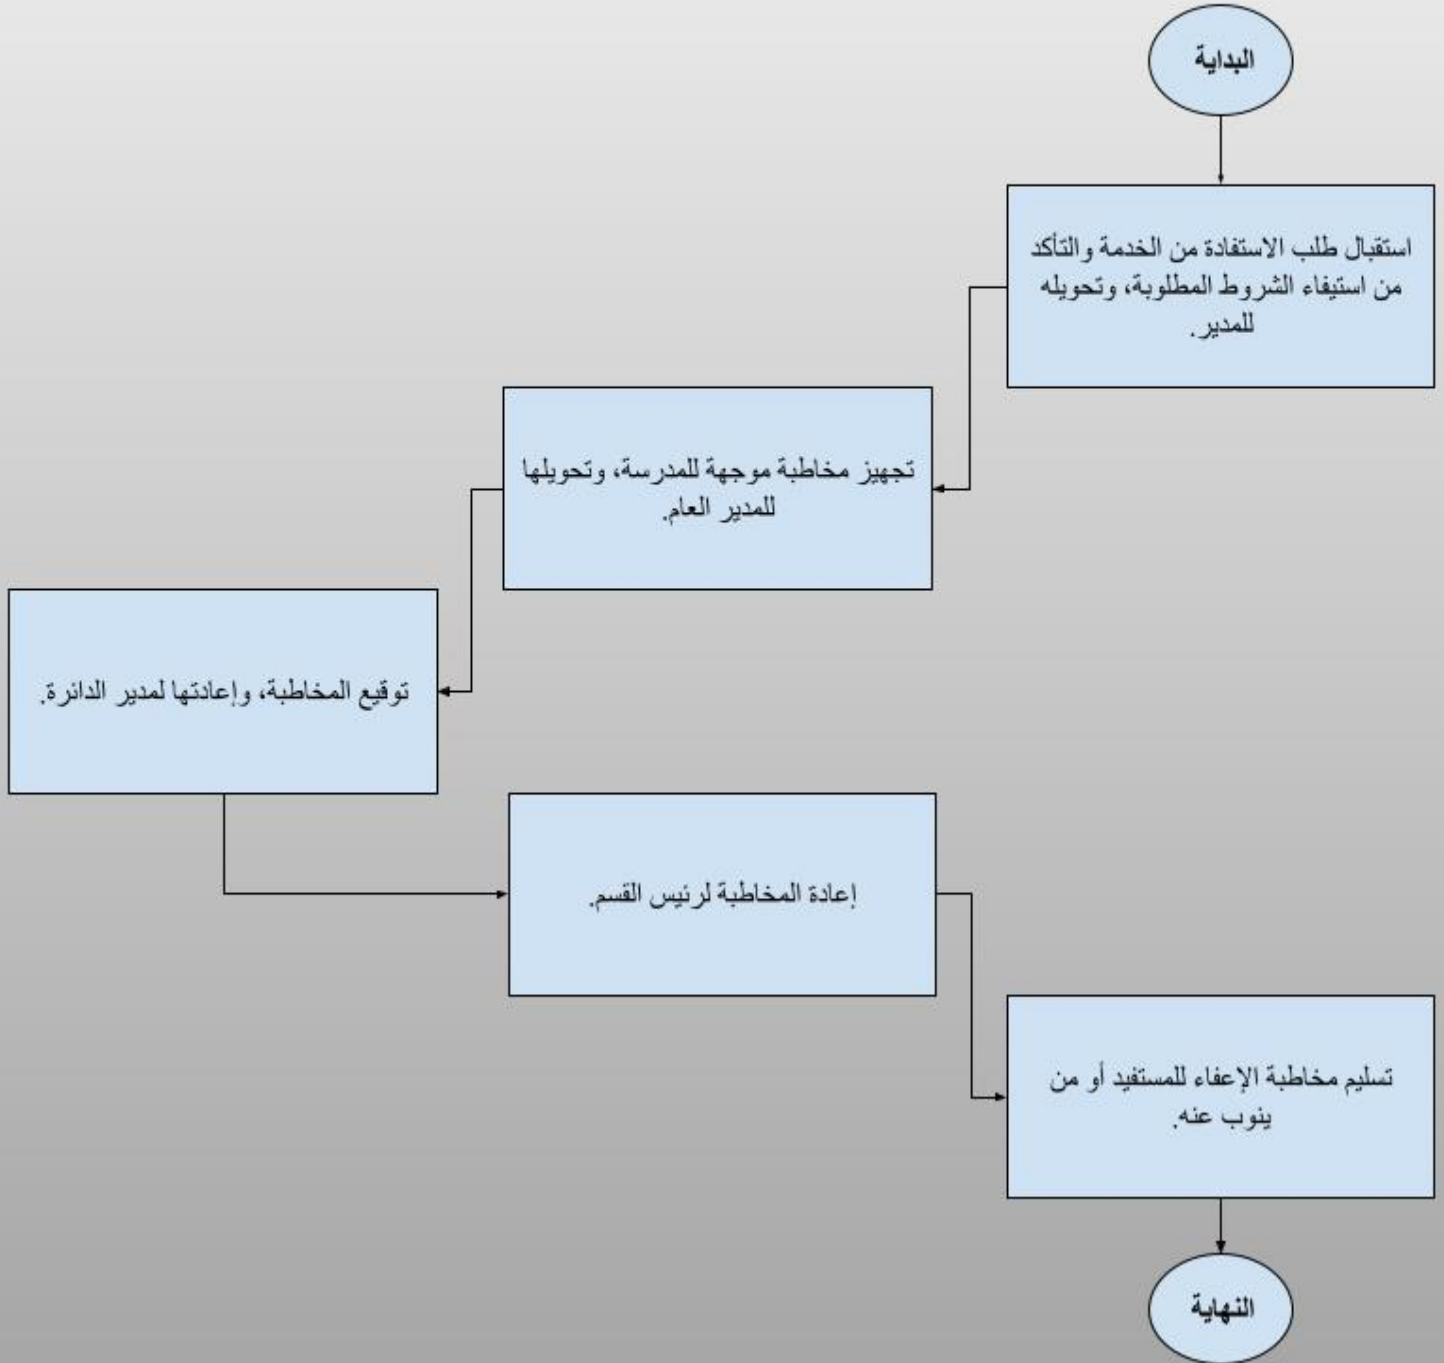 البداية
استقبال طلب الاستفادة من الخدمة والتأكد
من استيفاء الشروط المطلوبة، وتحويله
للمدير.
تجهيز مخاطبة موجهة للمدرسة، وتحويلها
للمدير العام.
توقيع المخاطبة، وإعادتها لمدير الدائرة.
إعادة المخاطبة لرئيس القسم.
تسليم مخاطبة الإعفاء للمستفيد أو من
ينوب عنه.
النهاية